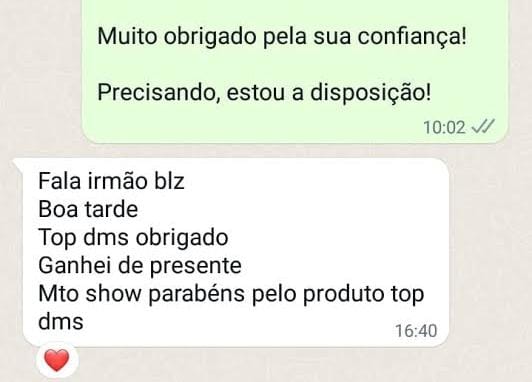 Muito obrigado pela sua confiança!
Precisando, estou a disposição!
10:02
Fala irmão blz
Boa tarde
Top dms obrigado
Ganhei de presente
Mto show parabéns pelo produto top
dms
16:40